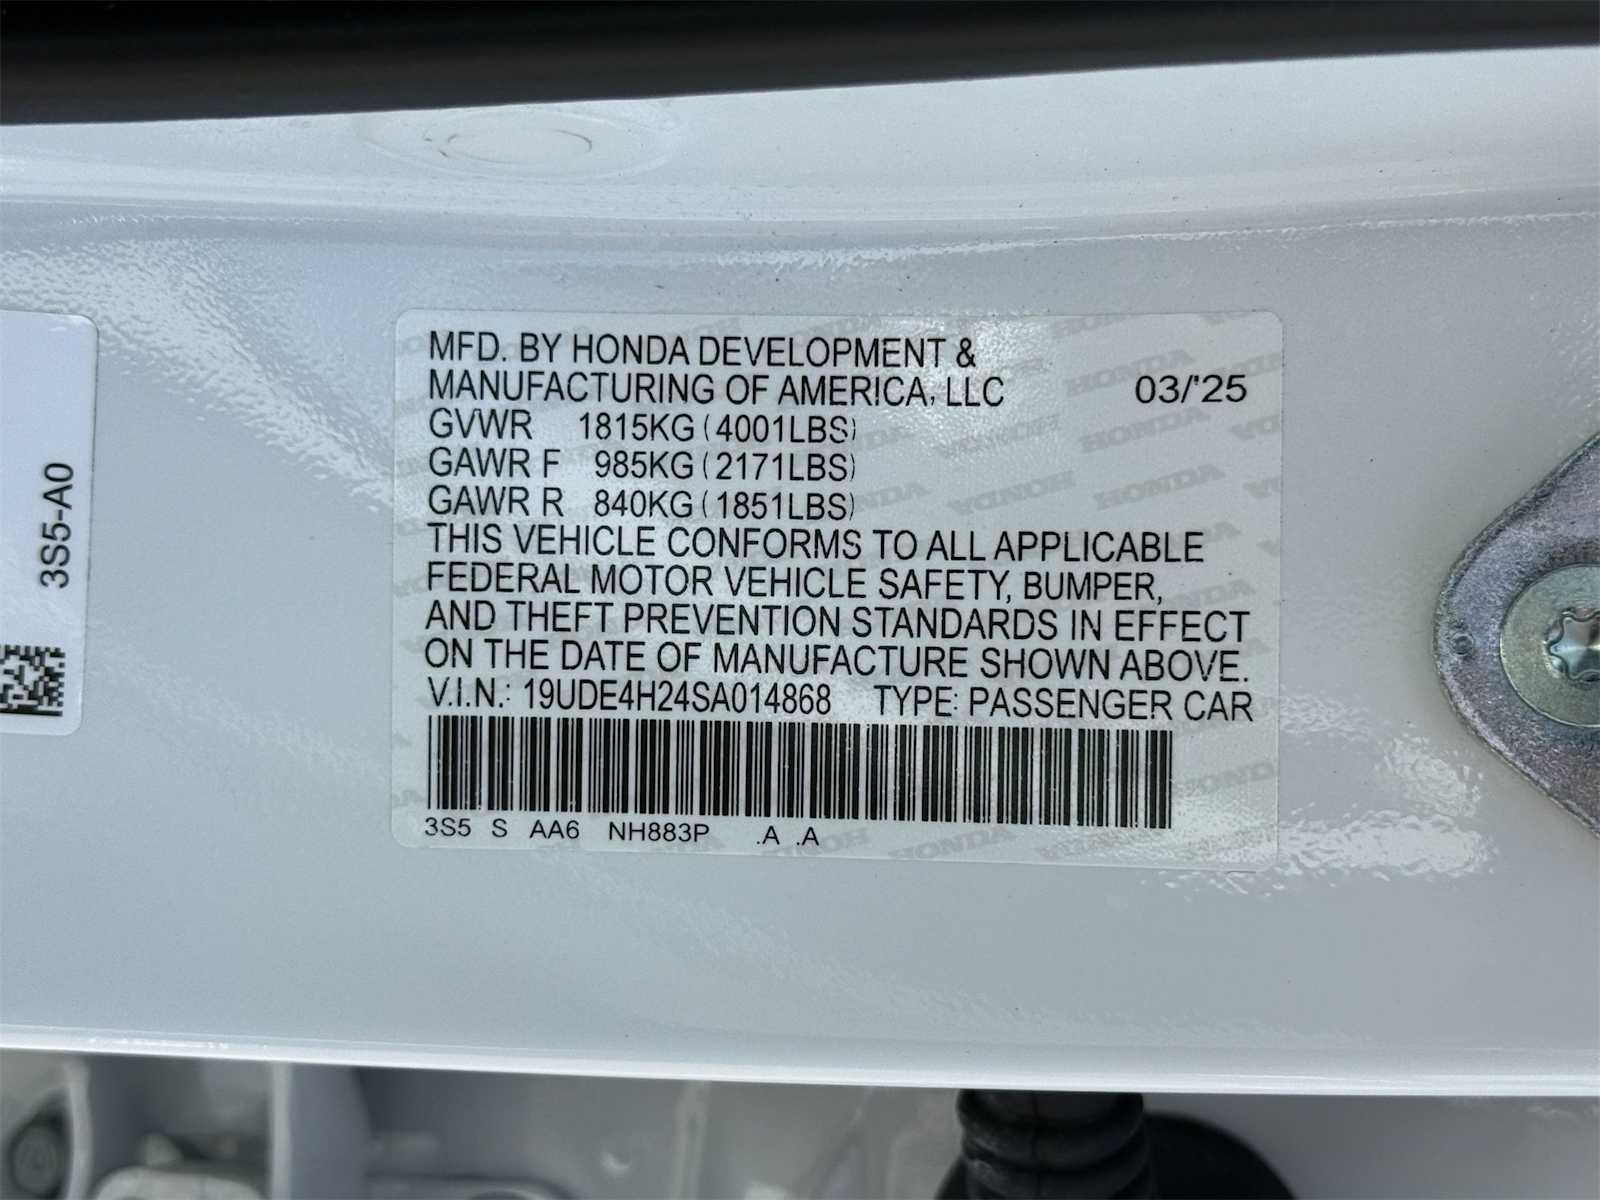 MFD. BY HONDA DEVELOPMENT &
MANUFACTURING OF AMERICA, LLC 03/'25
GVWR 1815KG (4001LBS)
GAWR F 985KG (2171LBS)
GAWR R 840KG (1851LBS)
THIS VEHICLE CONFORMS TO ALL APPLICABLE
FEDERAL MOTOR VEHICLE SAFETY, BUMPER,
AND THEFT PREVENTION STANDARDS IN EFFECT
ON THE DATE OF MANUFACTURE SHOWN ABOVE.
V.I.N.: 19UDE4H24SA014868 TYPE: PASSENGER CAR
3S5 S AA6 NH883P .A .A
3S5-A0